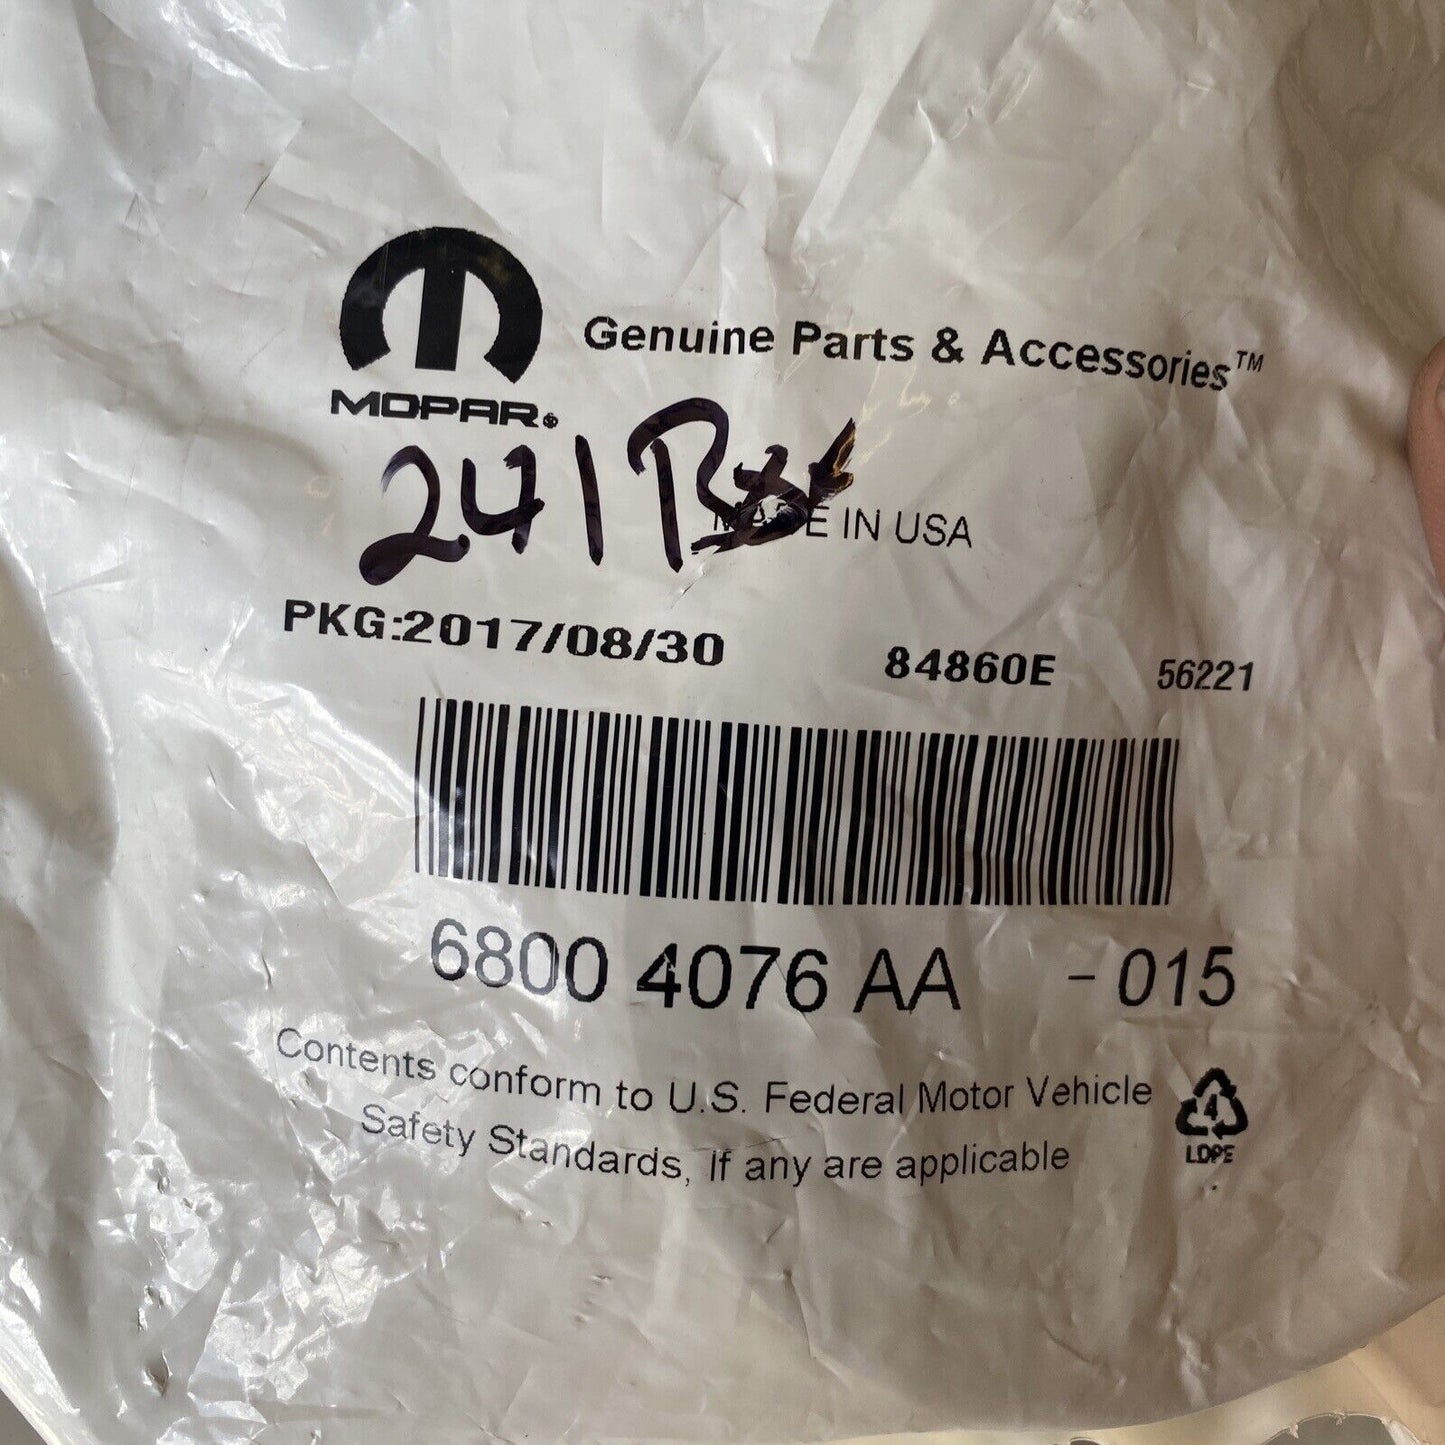 MOPAR®
Genuine Parts & Accessories™
241
MADE IN USA
PKG:2017/08/30 84860E 56221
6800 4076 AA - 015
Contents conform to U.S. Federal Motor Vehicle
Safety Standards, If any are applicable
4
LDPE